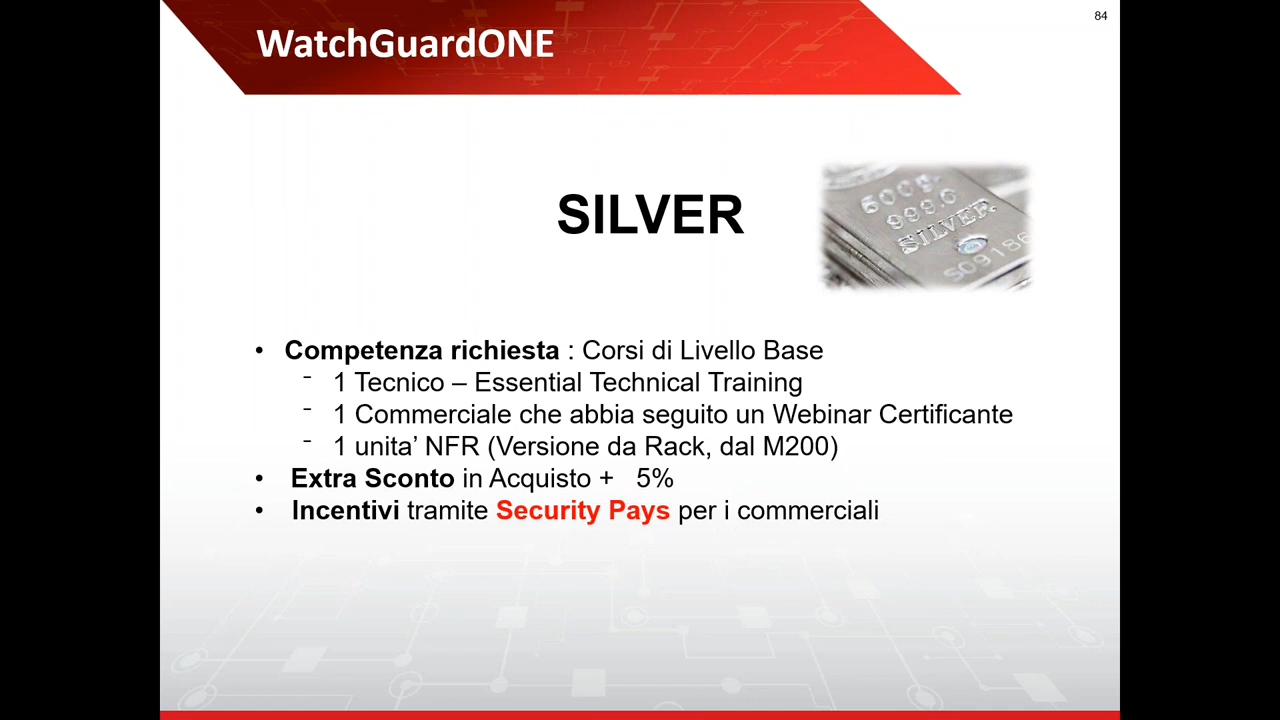 84
WatchGuardONE
SILVER
600g.
999.0
SILVER
S09186
• Competenza richiesta : Corsi di Livello Base
- 1 Tecnico – Essential Technical Training
- 1 Commerciale che abbia seguito un Webinar Certificante
- 1 unita’ NFR (Versione da Rack, dal M200)
• Extra Sconto in Acquisto + 5%
• Incentivi tramite Security Pays per i commerciali